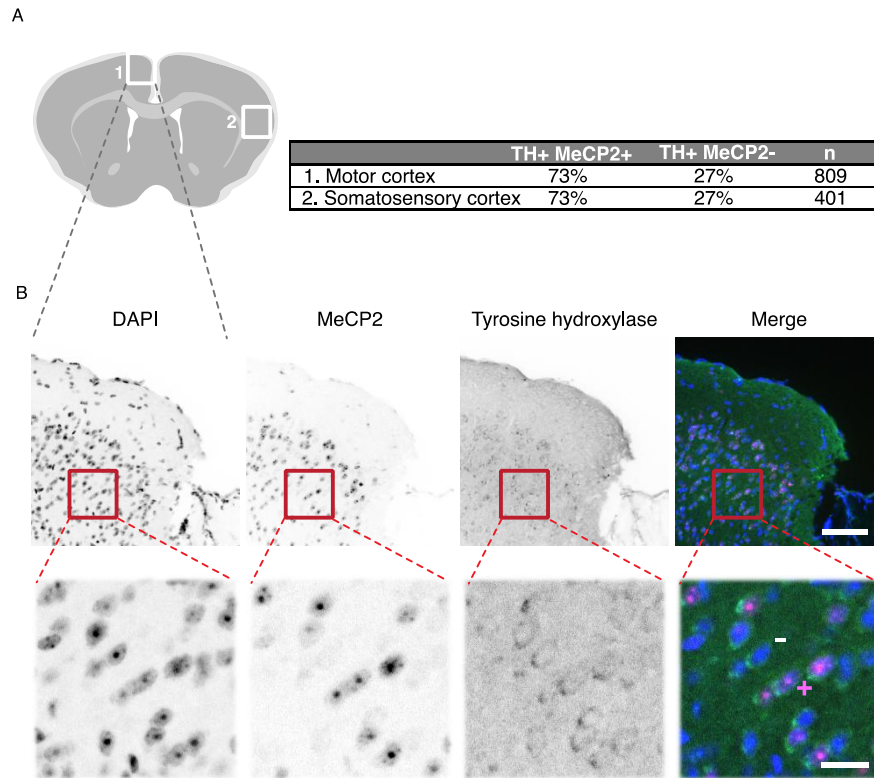 A
1
2
TH+ MeCP2+ TH+ MeCP2- n
1. Motor cortex 73% 27% 809
2. Somatosensory cortex 73% 27% 401
B
DAPI MeCP2 Tyrosine hydroxylase Merge
-
+